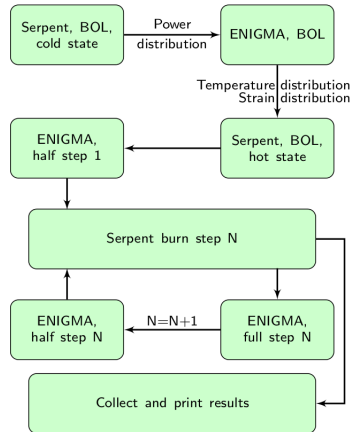 Serpent, BOL,
cold state
Power
distribution
ENIGMA, BOL
Temperature distribution
Strain distribution
ENIGMA,
half step 1
Serpent, BOL,
hot state
Serpent burn step N
ENIGMA,
half step N
N=N+1
ENIGMA,
full step N
Collect and print results